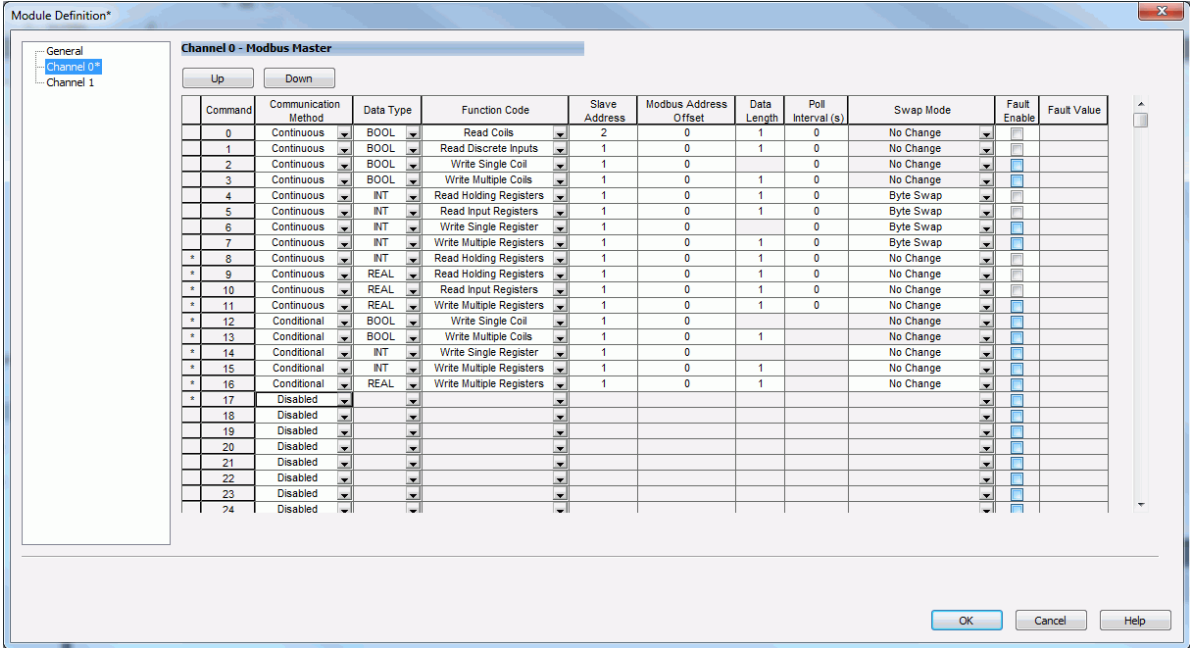 Module Definition*
General
Channel 0*
Channel 1
Channel 0 - Modbus Master
Up Down
Command Communication Method Data Type Function Code Slave Address Modbus Address Offset Data Length Poll Interval (s) Swap Mode Fault Enable Fault Value
0 Continuous BOOL Read Coils 2 0 1 0 No Change
1 Continuous BOOL Read Discrete Inputs 1 0 1 0 No Change
2 Continuous BOOL Write Single Coil 1 0 0 No Change
3 Continuous BOOL Write Multiple Coils 1 0 1 0 No Change
4 Continuous INT Read Holding Registers 1 0 1 0 Byte Swap
5 Continuous INT Read Input Registers 1 0 1 0 Byte Swap
6 Continuous INT Write Single Register 1 0 0 Byte Swap
7 Continuous INT Write Multiple Registers 1 0 1 0 Byte Swap
* 8 Continuous INT Read Holding Registers 1 0 1 0 No Change
* 9 Continuous REAL Read Holding Registers 1 0 1 0 No Change
* 10 Continuous REAL Read Input Registers 1 0 1 0 No Change
* 11 Continuous REAL Write Multiple Registers 1 0 1 0 No Change
* 12 Conditional BOOL Write Single Coil 1 0 No Change
* 13 Conditional BOOL Write Multiple Coils 1 0 1 No Change
* 14 Conditional INT Write Single Register 1 0 No Change
* 15 Conditional INT Write Multiple Registers 1 0 1 No Change
* 16 Conditional REAL Write Multiple Registers 1 0 1 No Change
* 17 Disabled
18 Disabled
19 Disabled
20 Disabled
21 Disabled
22 Disabled
23 Disabled
24 Disabled
OK Cancel Help